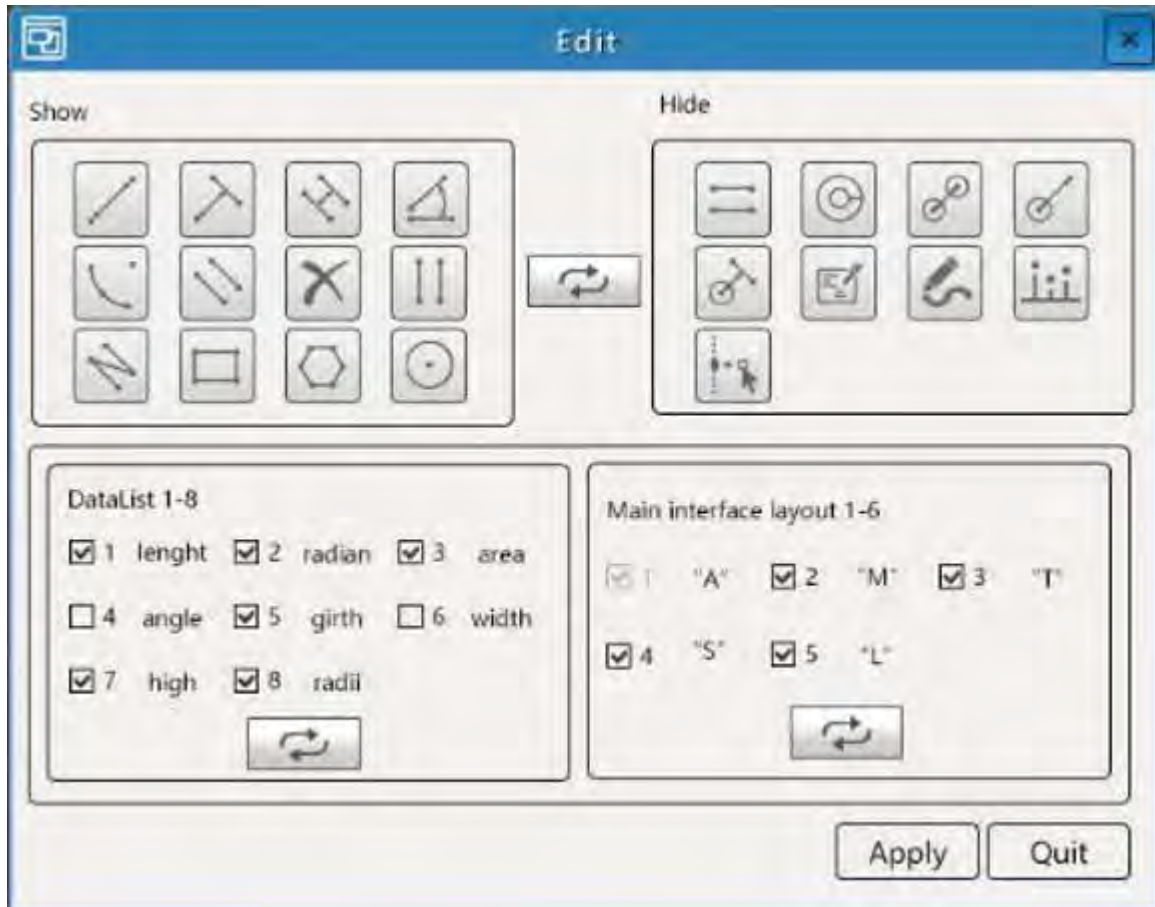 Edit
Show
Hide
DataList 1-8
1 lenght 2 radian 3 area
4 angle 5 girth 6 width
7 high 8 radii
Main interface layout 1-6
1 "A" 2 "M" 3 "T"
4 "S" 5 "L"
Apply Quit